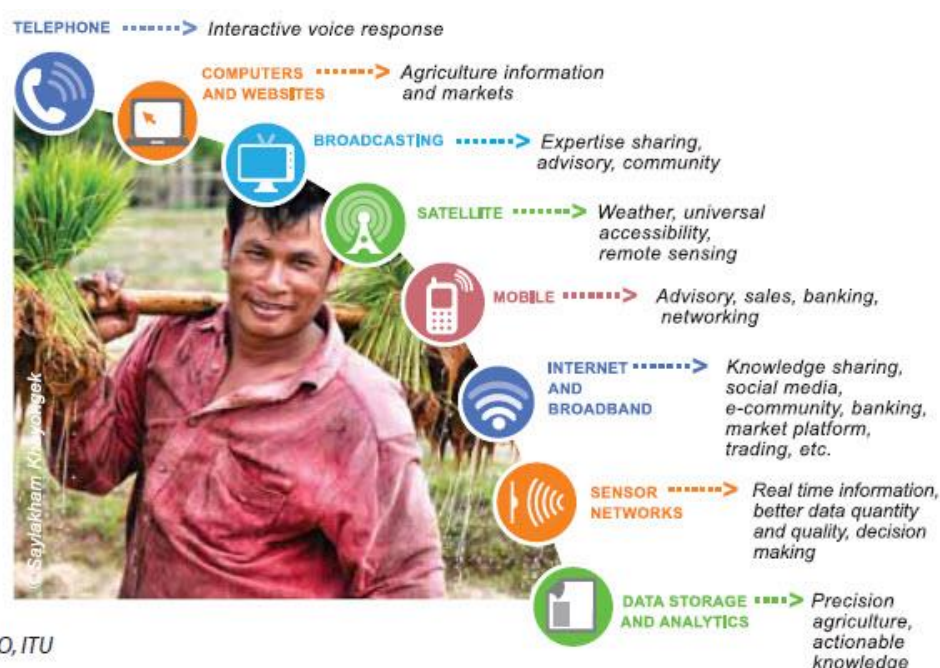 TELEPHONE Interactive voice response
COMPUTERS
AND WEBSITES
Agriculture information
and markets
BROADCASTING
Expertise sharing,
advisory, community
SATELLITE
Weather, universal
accessibility,
remote sensing
MOBILE
Advisory, sales, banking,
networking
INTERNET
AND
BROADBAND
Knowledge sharing,
social media,
e-community, banking,
market platform,
trading, etc.
SENSOR
NETWORKS
Real time information,
better data quantity
and quality, decision
making
DATA STORAGE
AND ANALYTICS
Precision
agriculture,
actionable
knowledge
© Saylakham
O, ITU